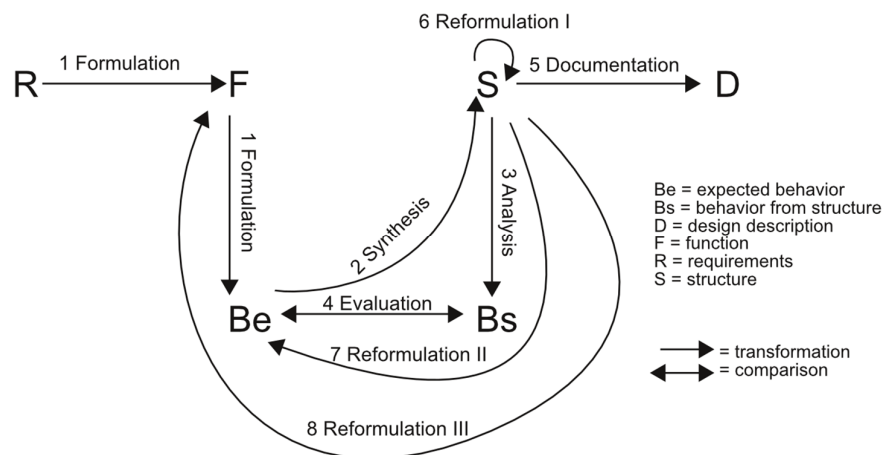 6 Reformulation I
1 Formulation
5 Documentation
R
F
S
D
1 Formulation
3 Analysis
2 Synthesis
Be = expected behavior
Bs = behavior from structure
D = design description
F = function
R = requirements
S = structure
4 Evaluation
Be
Bs
7 Reformulation II
= transformation
= comparison
8 Reformulation III